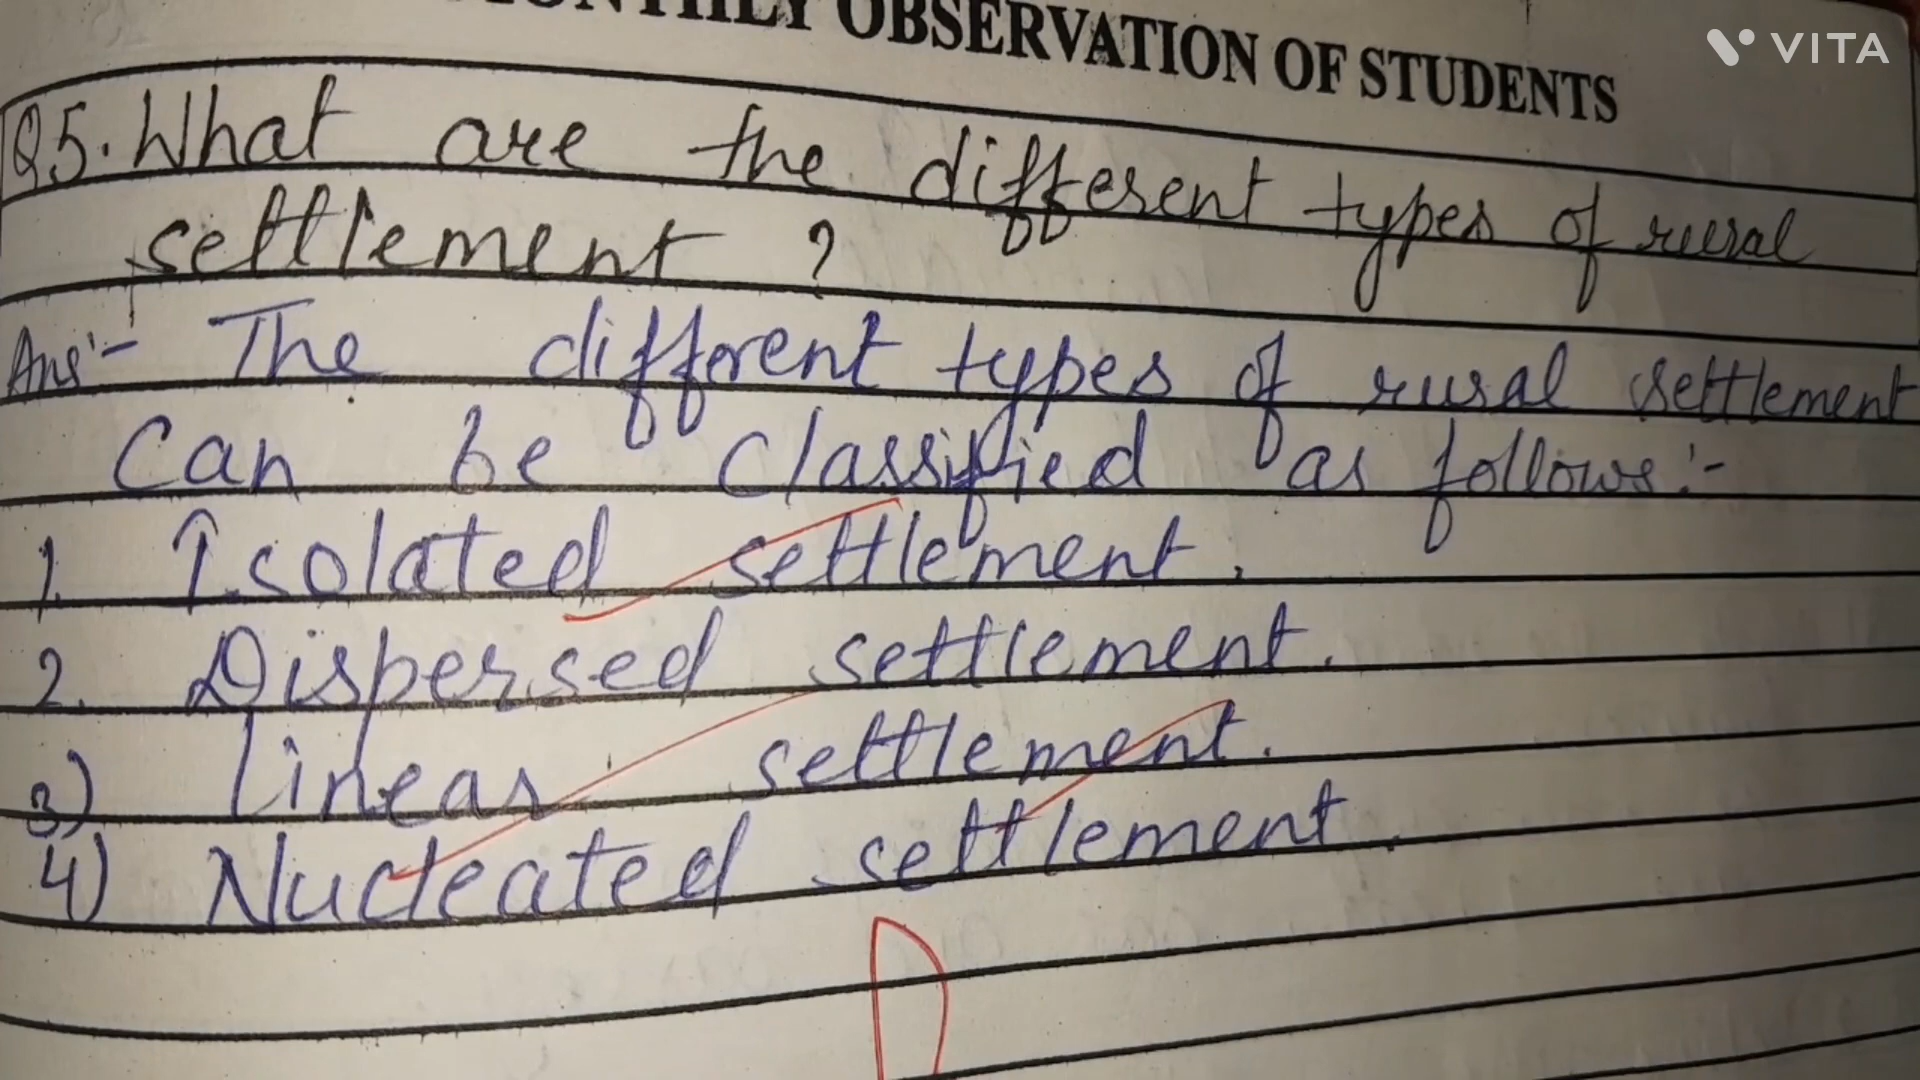 MONTHLY OBSERVATION OF STUDENTS
VITA
Q5. What are the different types of rural
settlement ?
Ans:- The different types of rural settlement
Can be classified as follows:-
1. Isolated settlement.
2. Dispersed settlement.
3) linear settlement.
4) Nucleated settlement.